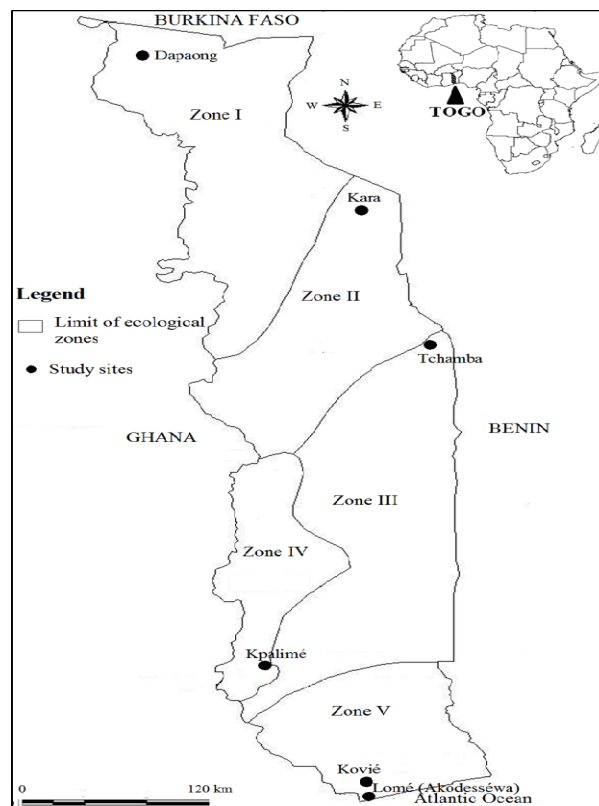 BURKINA FASO
Dapaong
Zone I
N
W
E
S
TOGO
Kara
Legend
Zone II
Limit of ecological
zones
Study sites
Tchamba
GHANA
BENIN
Zone III
Zone IV
Kpalimé
Zone V
Kovié
Lomé (Akodesséwa)
0
120 km
Atlantic Ocean